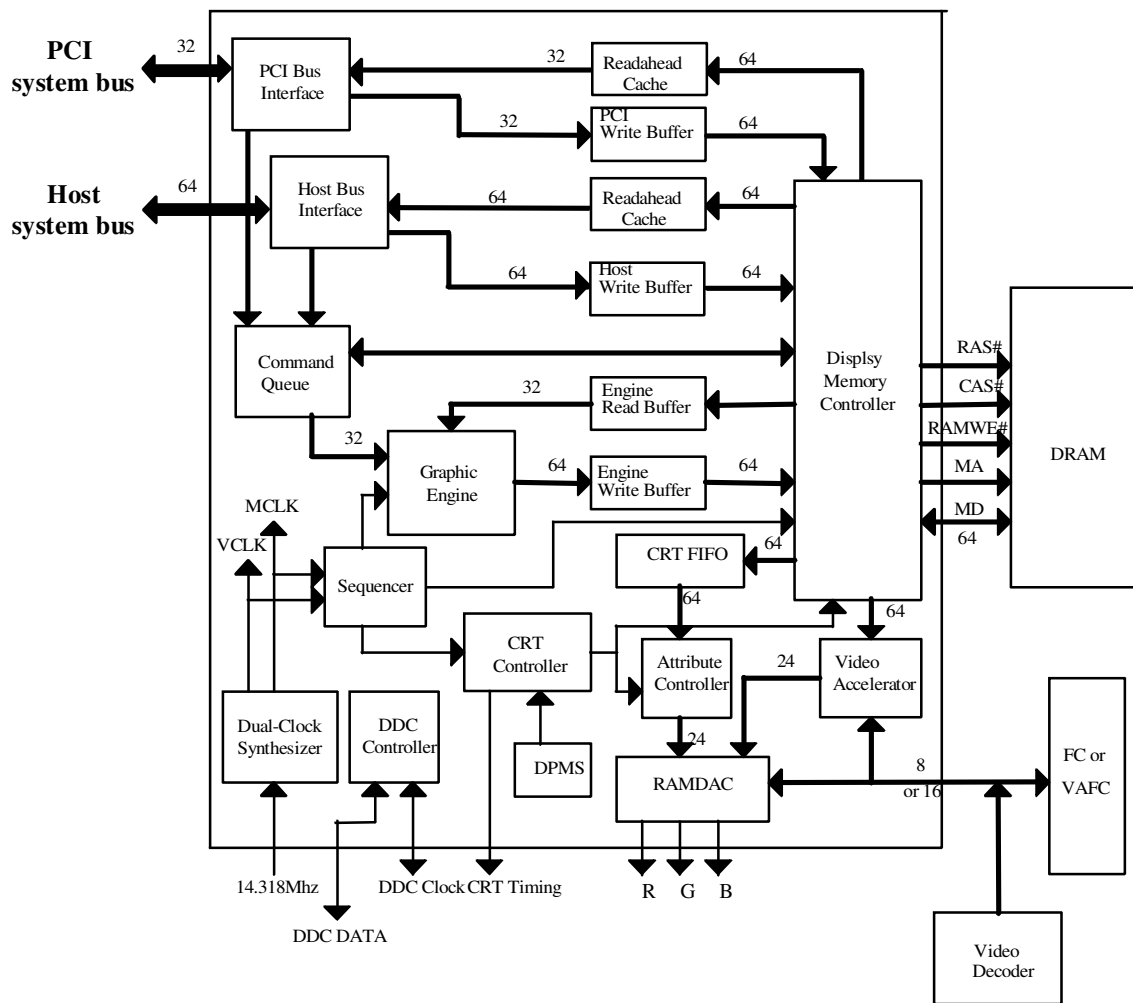 PCI
system bus
32
PCI Bus
Interface
32
Readahead
Cache
64
32
PCI
Write Buffer
64
Host
system bus
64
Host Bus
Interface
64
Readahead
Cache
64
64
Host
Write Buffer
64
Command
Queue
Displsy
Memory
Controller
RAS#
CAS#
RAMWE#
MA
MD
64
DRAM
32
Engine
Read Buffer
32
Graphic
Engine
64
Engine
Write Buffer
64
MCLK
VCLK
Sequencer
CRT FIFO
64
64
64
CRT
Controller
Attribute
Controller
24
Video
Accelerator
Dual-Clock
Synthesizer
DDC
Controller
DPMS
24
RAMDAC
8
or 16
FC or
VAFC
14.318Mhz
DDC Clock
CRT Timing
R
G
B
DDC DATA
Video
Decoder